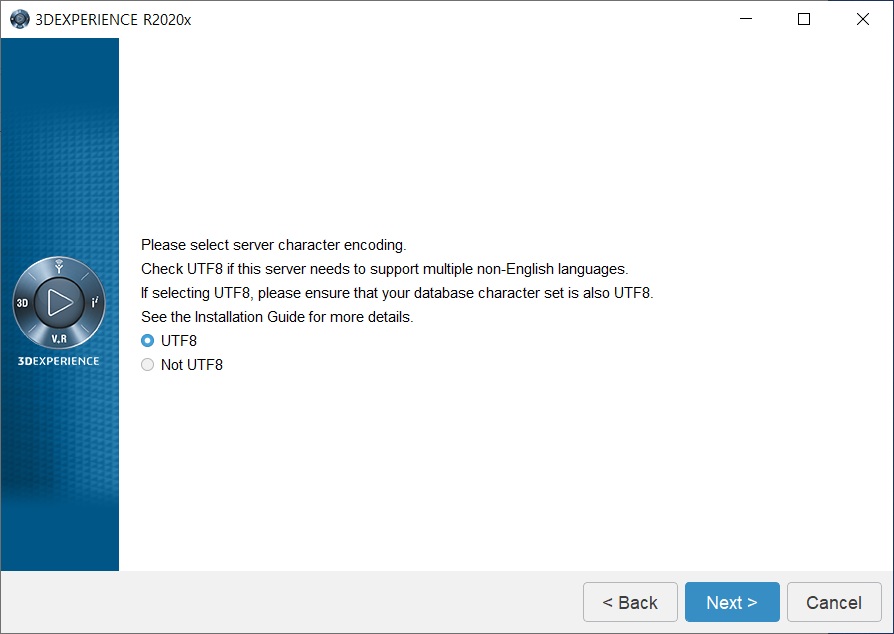 3DEXPERIENCE R2020x
3D
i²
V.R
3DEXPERIENCE
Please select server character encoding.
Check UTF8 if this server needs to support multiple non-English languages.
If selecting UTF8, please ensure that your database character set is also UTF8.
See the Installation Guide for more details.
UTF8
Not UTF8
< Back
Next >
Cancel